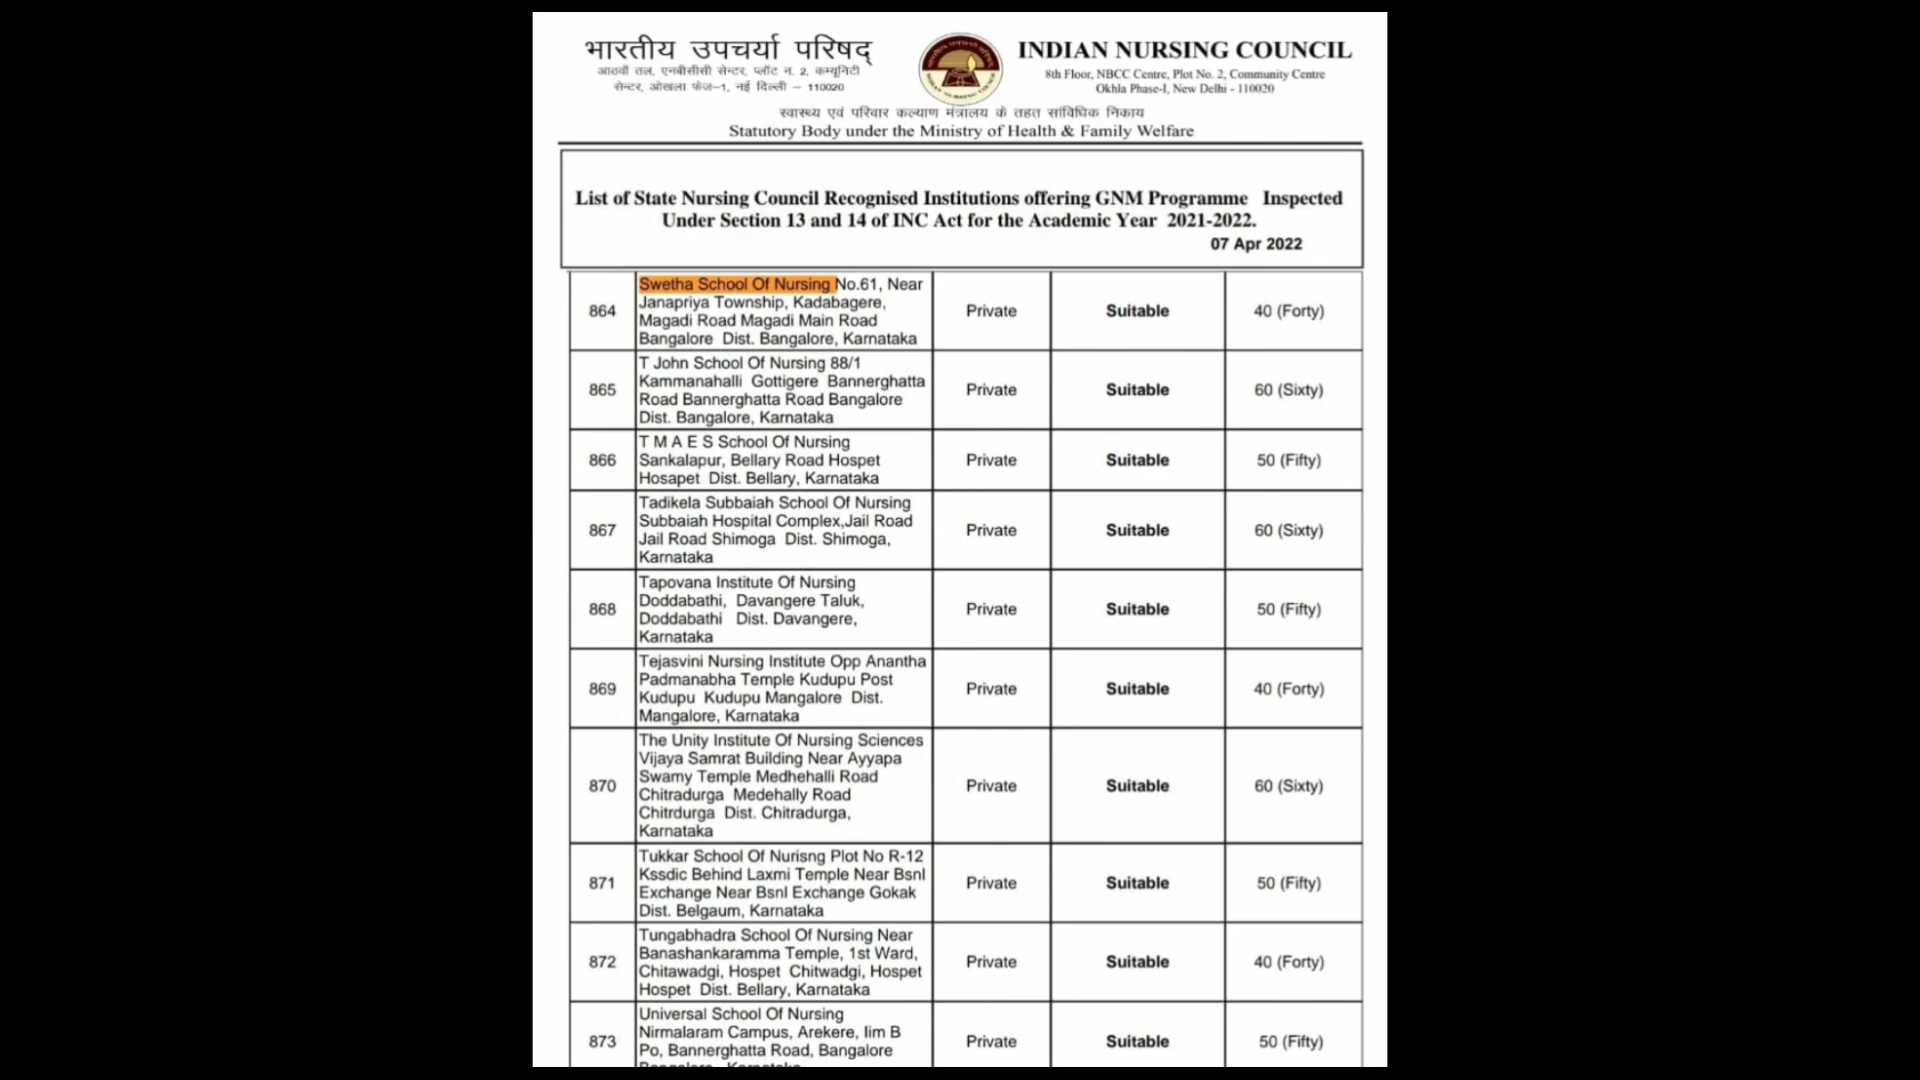 भारतीय उपचर्या परिषद्
आठवाँ तल, एनबीसीसी सेन्टर, प्लॉट न. 2, कम्यूनिटी
सेन्टर, ओखला फेज-1, नई दिल्ली - 110020
INDIAN NURSING COUNCIL
8th Floor, NBCC Centre, Plot No. 2, Community Centre
Okhla Phase-I, New Delhi - 110020
स्वास्थ्य एवं परिवार कल्याण मंत्रालय के तहत सांविधिक निकाय
Statutory Body under the Ministry of Health & Family Welfare
List of State Nursing Council Recognised Institutions offering GNM Programme Inspected
Under Section 13 and 14 of INC Act for the Academic Year 2021-2022.
07 Apr 2022
864
Swetha School Of Nursing No.61, Near
Janapriya Township, Kadabagere,
Magadi Road Magadi Main Road
Bangalore Dist. Bangalore, Karnataka
Private
Suitable
40 (Forty)
865
T John School Of Nursing 88/1
Kammanahalli Gottigere Bannerghatta
Road Bannerghatta Road Bangalore
Dist. Bangalore, Karnataka
Private
Suitable
60 (Sixty)
866
T M A E S School Of Nursing
Sankalapur, Bellary Road Hospet
Hosapet Dist. Bellary, Karnataka
Private
Suitable
50 (Fifty)
867
Tadikela Subbaiah School Of Nursing
Subbaiah Hospital Complex,Jail Road
Jail Road Shimoga Dist. Shimoga,
Karnataka
Private
Suitable
60 (Sixty)
868
Tapovana Institute Of Nursing
Doddabathi, Davangere Taluk,
Doddabathi Dist. Davangere,
Karnataka
Private
Suitable
50 (Fifty)
869
Tejasvini Nursing Institute Opp Anantha
Padmanabha Temple Kudupu Post
Kudupu Kudupu Mangalore Dist.
Mangalore, Karnataka
Private
Suitable
40 (Forty)
870
The Unity Institute Of Nursing Sciences
Vijaya Samrat Building Near Ayyapa
Swamy Temple Medhehalli Road
Chitradurga Medehally Road
Chitrdurga Dist. Chitradurga,
Karnataka
Private
Suitable
60 (Sixty)
871
Tukkar School Of Nurisng Plot No R-12
Kssdic Behind Laxmi Temple Near Bsnl
Exchange Near Bsnl Exchange Gokak
Dist. Belgaum, Karnataka
Private
Suitable
50 (Fifty)
872
Tungabhadra School Of Nursing Near
Banashankaramma Temple, 1st Ward,
Chitawadgi, Hospet Chitwadgi, Hospet
Hospet Dist. Bellary, Karnataka
Private
Suitable
40 (Forty)
873
Universal School Of Nursing
Nirmalaram Campus, Arekere, Iim B
Po, Bannerghatta Road, Bangalore
Private
Suitable
50 (Fifty)